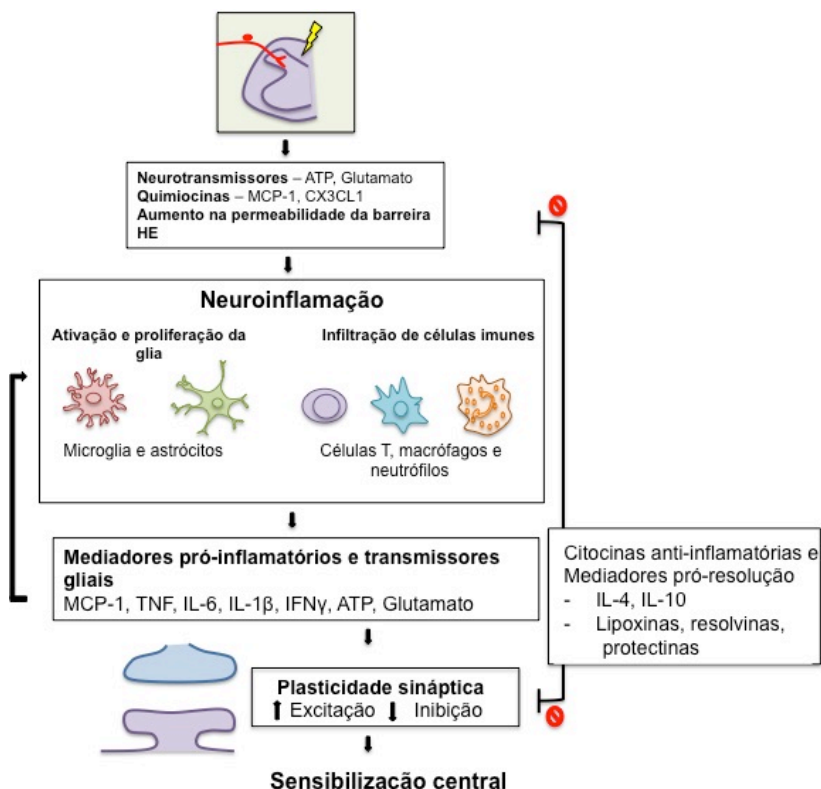 Neurotransmissores – ATP, Glutamato
Quimiocinas – MCP-1, CX3CL1
Aumento na permeabilidade da barreira
HE
Neuroinflamação
Ativação e proliferação da
glia
Infiltração de células imunes
Microglia e astrócitos
Células T, macrófagos e
neutrófilos
Mediadores pró-inflamatórios e transmissores
gliais
MCP-1, TNF, IL-6, IL-1β, IFNγ, ATP, Glutamato
Citocinas anti-inflamatórias e
Mediadores pró-resolução
- IL-4, IL-10
- Lipoxinas, resolvinas,
protectinas
Plasticidade sináptica
⬆ Excitação ⬇ Inibição
Sensibilização central